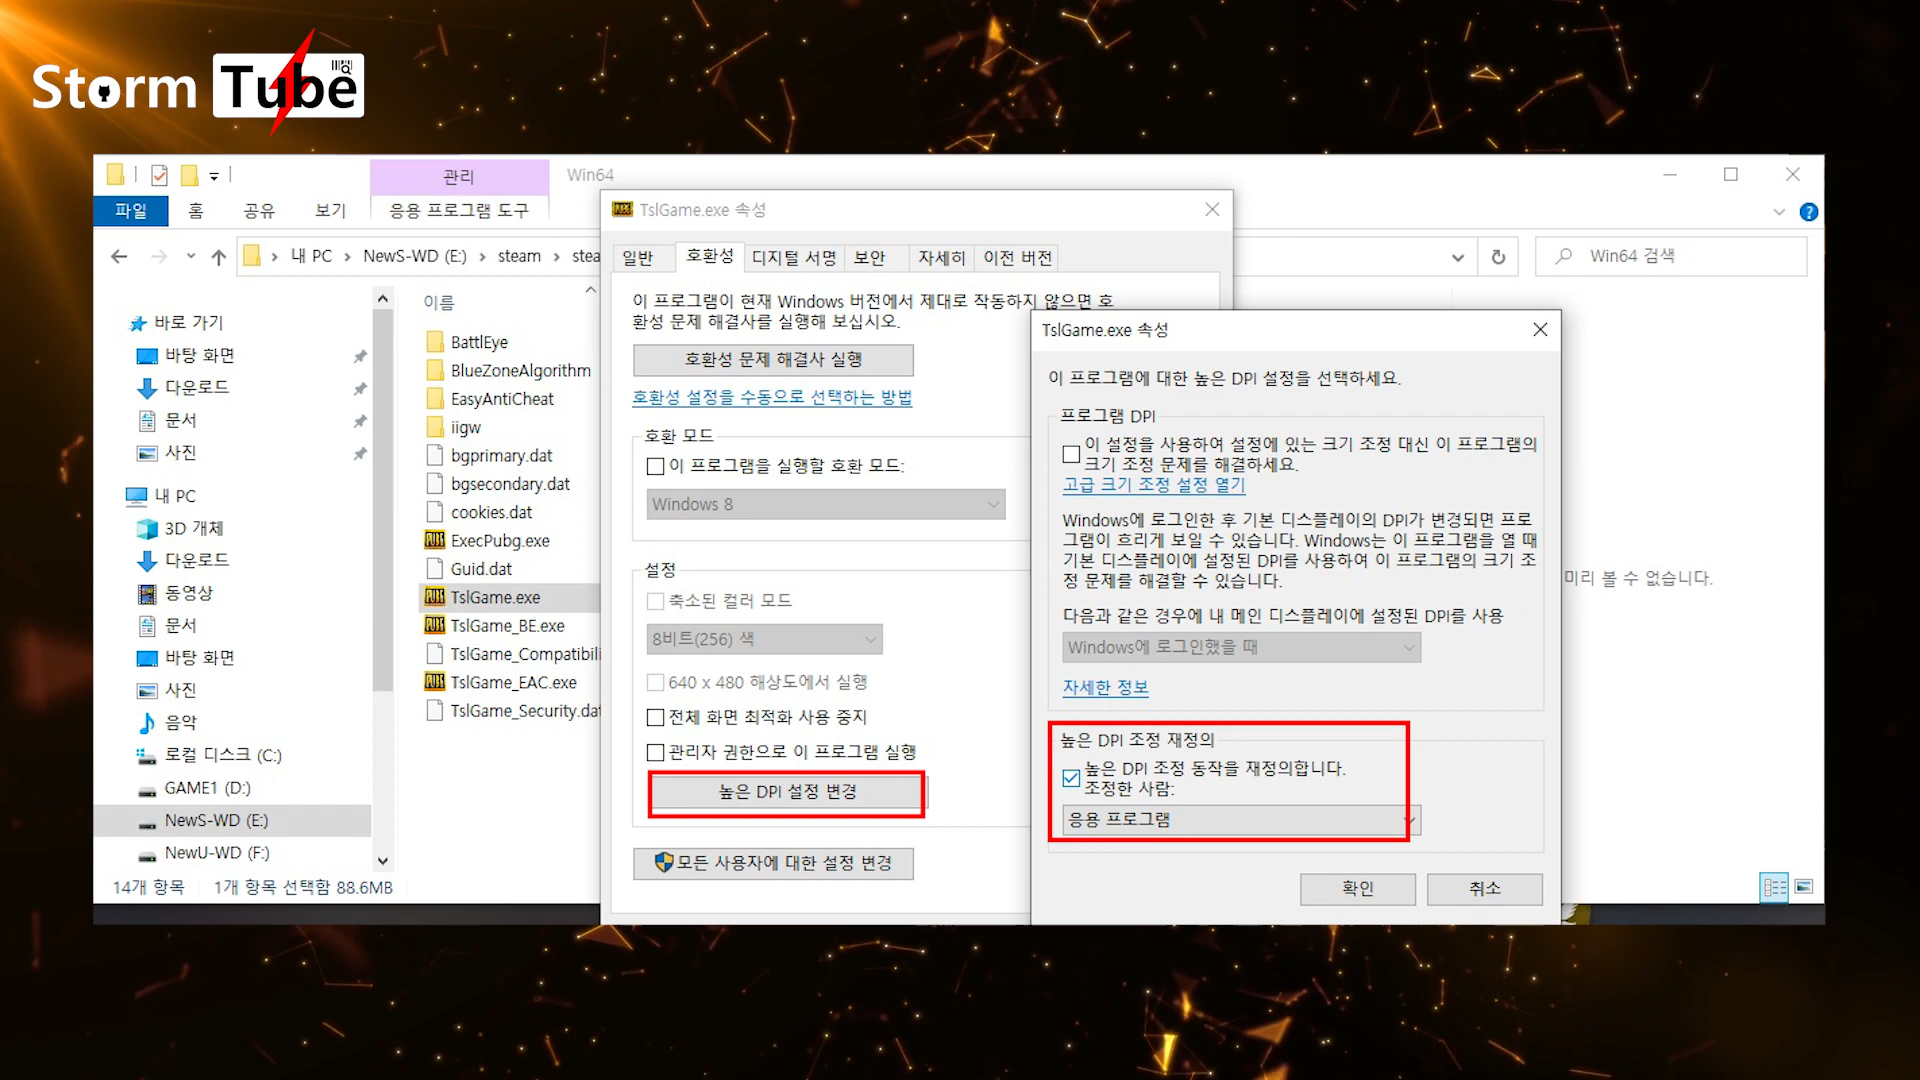 Storm Tube
관리
Win64
파일
홈
공유
보기
응용 프로그램 도구
내 PC
NewS-WD (E:)
steam
stea
Win64 검색
바로 가기
바탕 화면
다운로드
문서
사진
내 PC
3D 개체
다운로드
동영상
문서
바탕 화면
사진
음악
로컬 디스크 (C:)
GAME1 (D:)
NewS-WD (E:)
NewU-WD (F:)
14개 항목
1개 항목 선택함 88.6MB
이름
BattlEye
BlueZoneAlgorithm
EasyAntiCheat
iigw
bgprimary.dat
bgsecondary.dat
cookies.dat
ExecPubg.exe
Guid.dat
TslGame.exe
TslGame_BE.exe
TslGame_Compatibili
TslGame_EAC.exe
TslGame_Security.dat
TslGame.exe 속성
일반
호환성
디지털 서명
보안
자세히
이전 버전
이 프로그램이 현재 Windows 버전에서 제대로 작동하지 않으면 호
환성 문제 해결사를 실행해 보십시오.
호환성 문제 해결사 실행
호환성 설정을 수동으로 선택하는 방법
호환 모드
이 프로그램을 실행할 호환 모드:
Windows 8
설정
축소된 컬러 모드
8비트(256) 색
640 x 480 해상도에서 실행
전체 화면 최적화 사용 중지
관리자 권한으로 이 프로그램 실행
높은 DPI 설정 변경
모든 사용자에 대한 설정 변경
TslGame.exe 속성
이 프로그램에 대한 높은 DPI 설정을 선택하세요.
프로그램 DPI
이 설정을 사용하여 설정에 있는 크기 조정 대신 이 프로그램의
크기 조정 문제를 해결하세요.
고급 크기 조정 설정 열기
Windows에 로그인한 후 기본 디스플레이의 DPI가 변경되면 프로
그램이 흐리게 보일 수 있습니다. Windows는 이 프로그램을 열 때
기본 디스플레이에 설정된 DPI를 사용하여 이 프로그램의 크기 조
정 문제를 해결할 수 있습니다.
다음과 같은 경우에 내 메인 디스플레이에 설정된 DPI를 사용
Windows에 로그인했을 때
자세한 정보
높은 DPI 조정 재정의
높은 DPI 조정 동작을 재정의합니다.
조정한 사람:
응용 프로그램
확인
취소
미리 볼 수 없습니다.